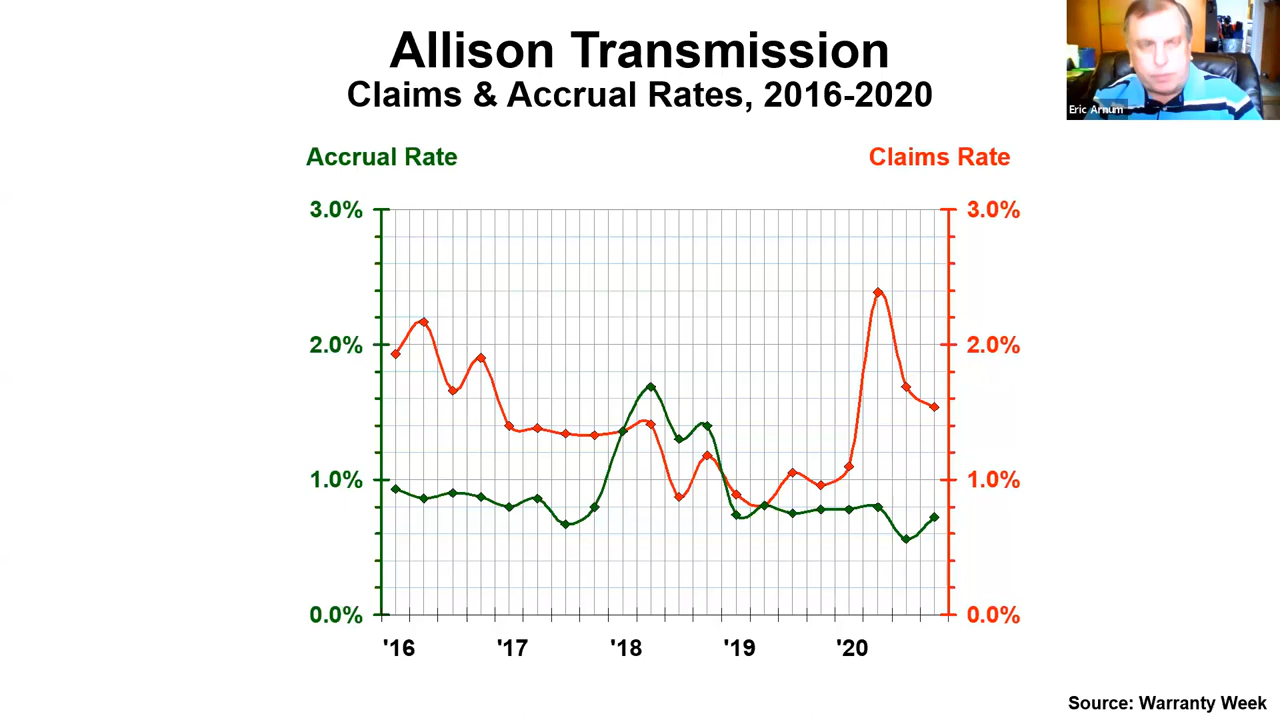 Allison Transmission
Claims & Accrual Rates, 2016-2020
Eric Arnum
Accrual Rate
Claims Rate
3.0%
3.0%
2.0%
2.0%
1.0%
1.0%
0.0%
0.0%
'16 '17 '18 '19 '20
Source: Warranty Week